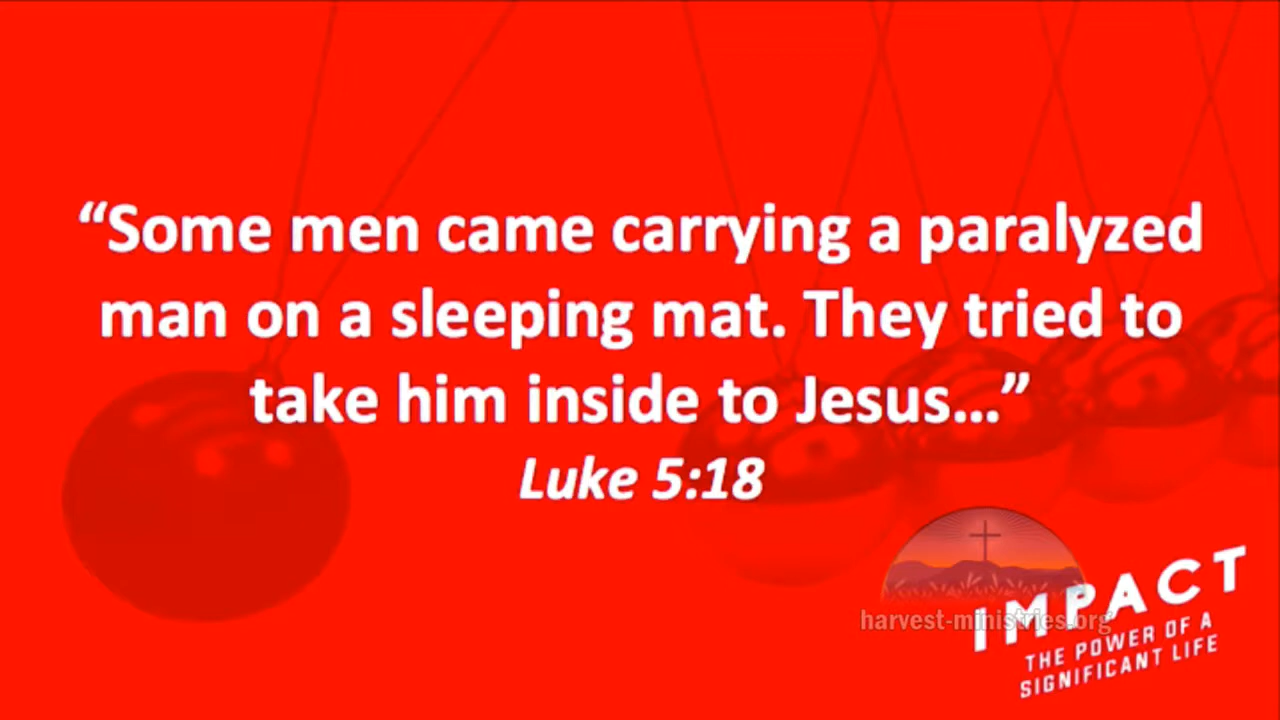 “Some men came carrying a paralyzed
man on a sleeping mat. They tried to
take him inside to Jesus...”
Luke 5:18
harvest-ministries.org
IMPACT
THE POWER OF A
SIGNIFICANT LIFE